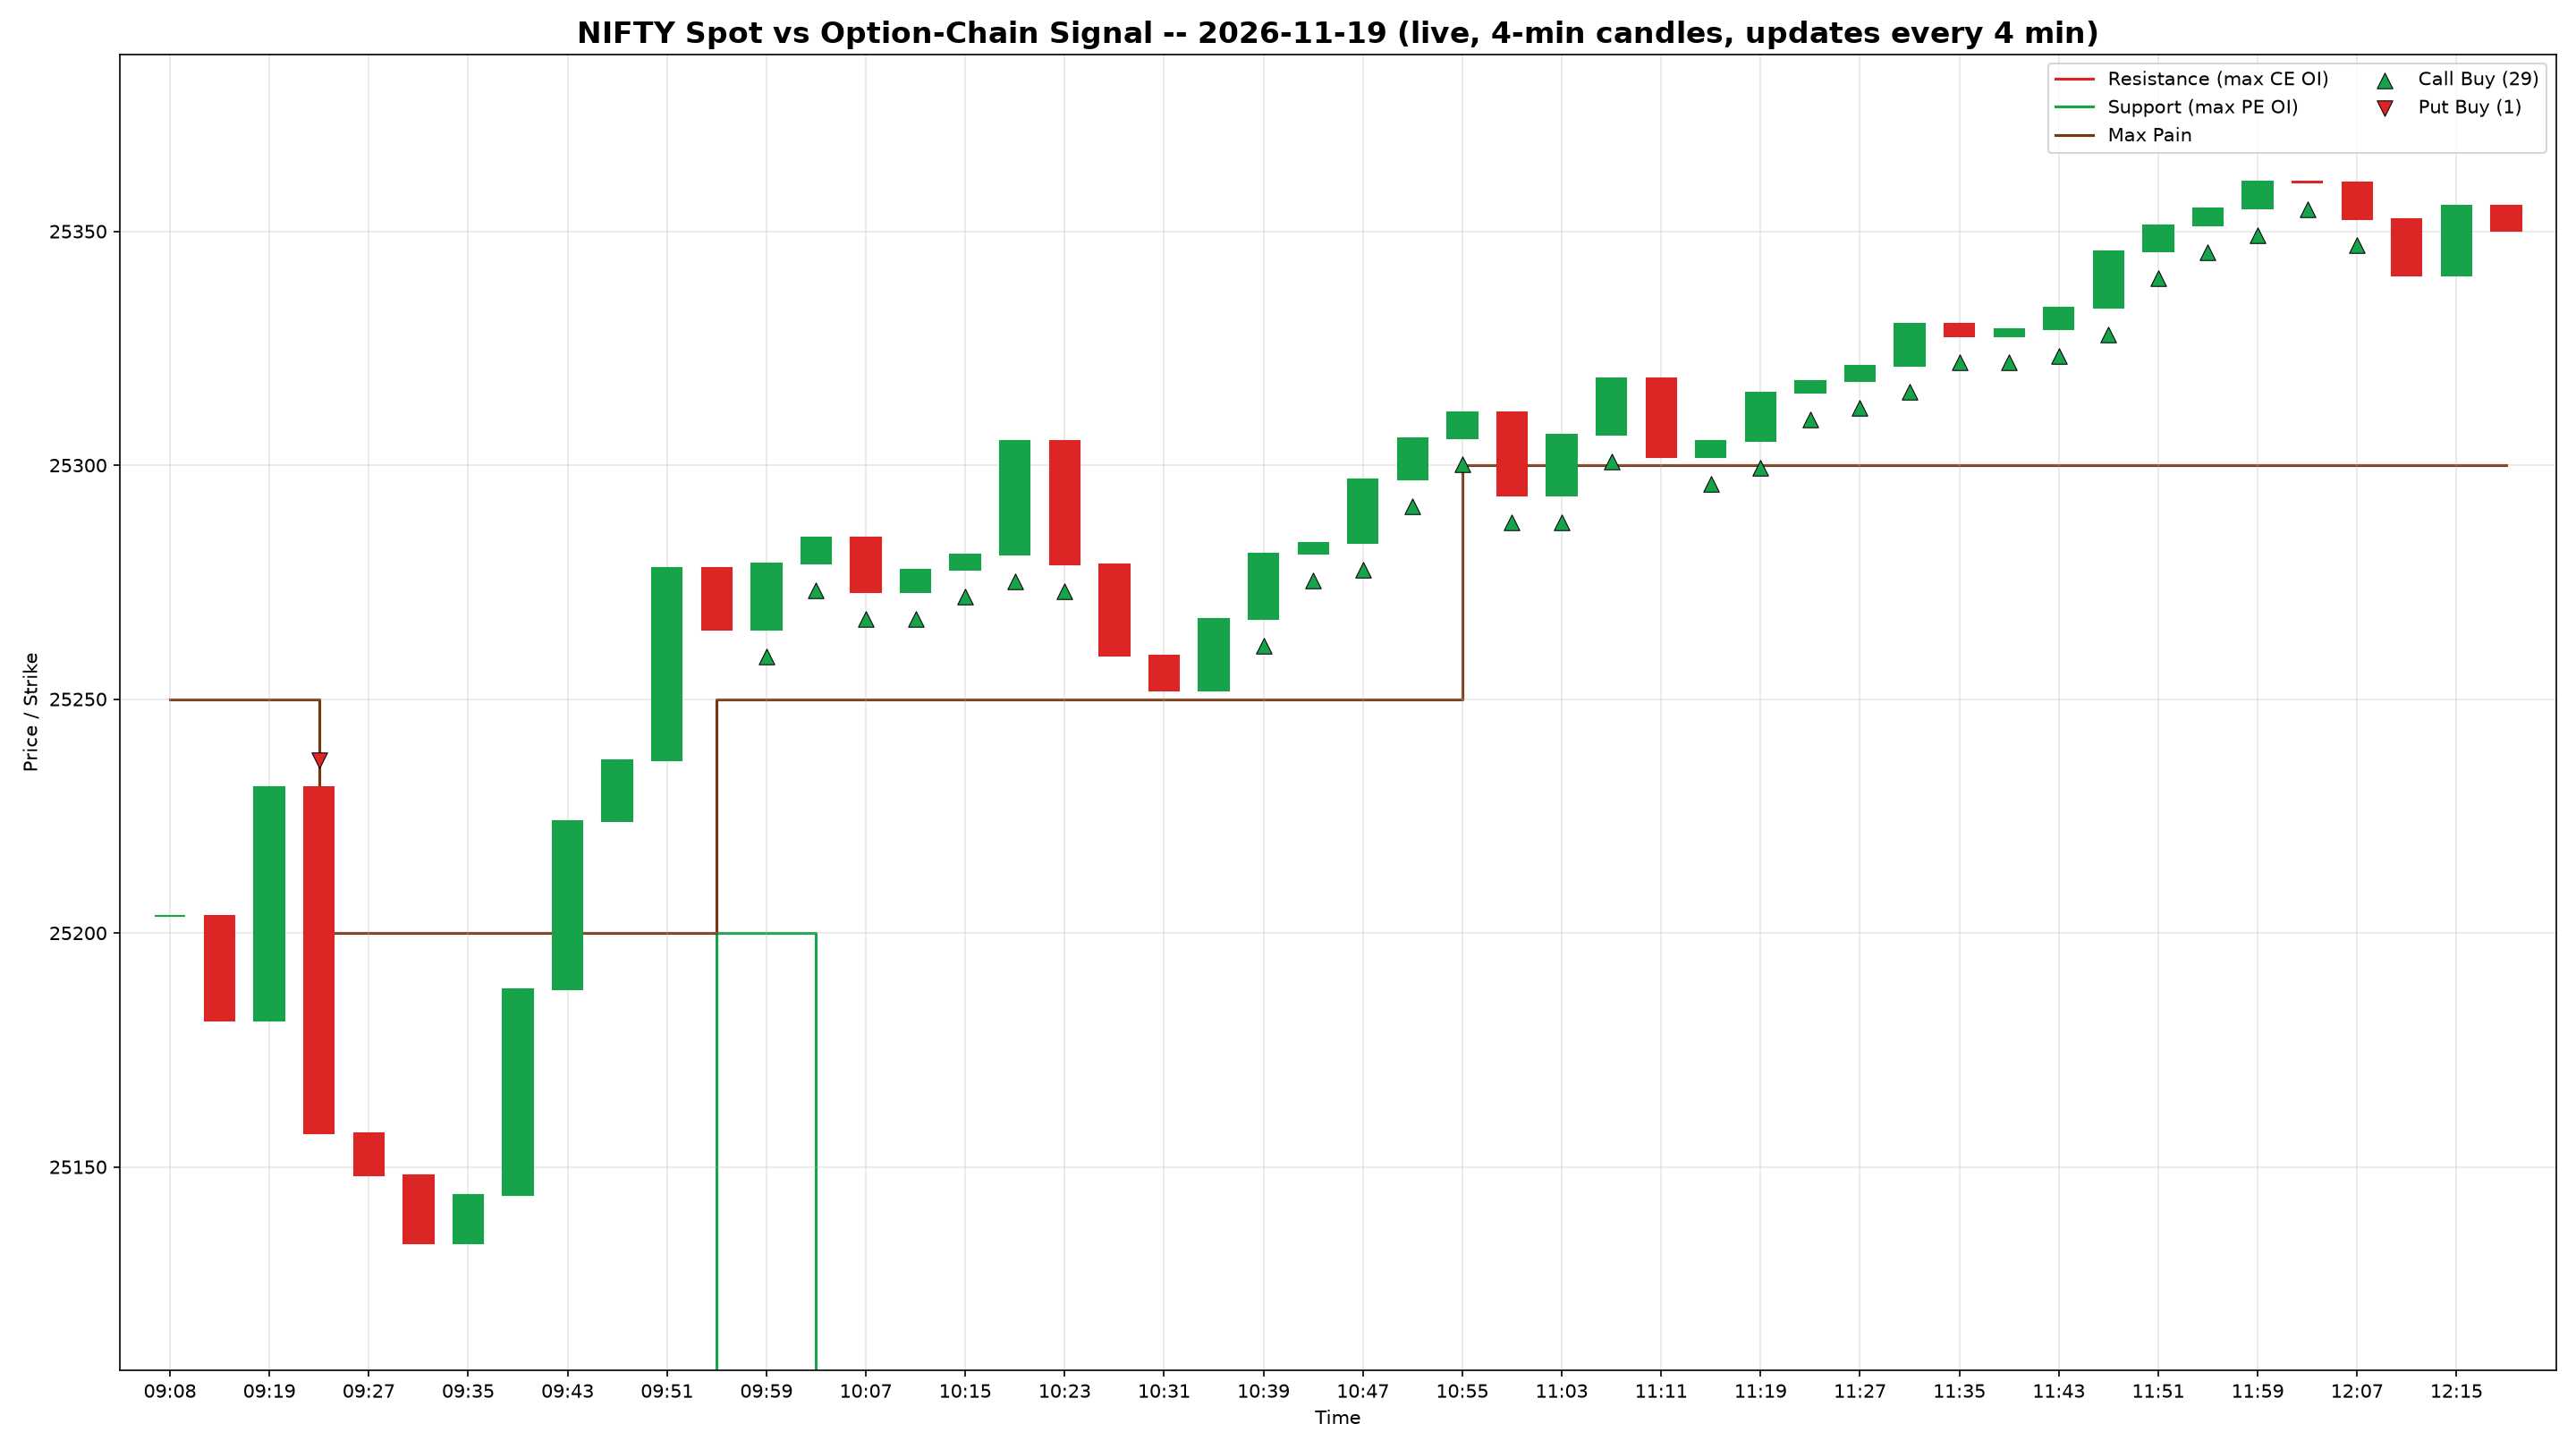 NIFTY Spot vs Option-Chain Signal -- 2026-11-19 (live, 4-min candles, updates every 4 min)
Resistance (max CE OI)
Support (max PE OI)
Max Pain
Call Buy (29)
Put Buy (1)
Price / Strike
25350
25300
25250
25200
25150
09:08 09:19 09:27 09:35 09:43 09:51 09:59 10:07 10:15 10:23 10:31 10:39 10:47 10:55 11:03 11:11 11:19 11:27 11:35 11:43 11:51 11:59 12:07 12:15
Time